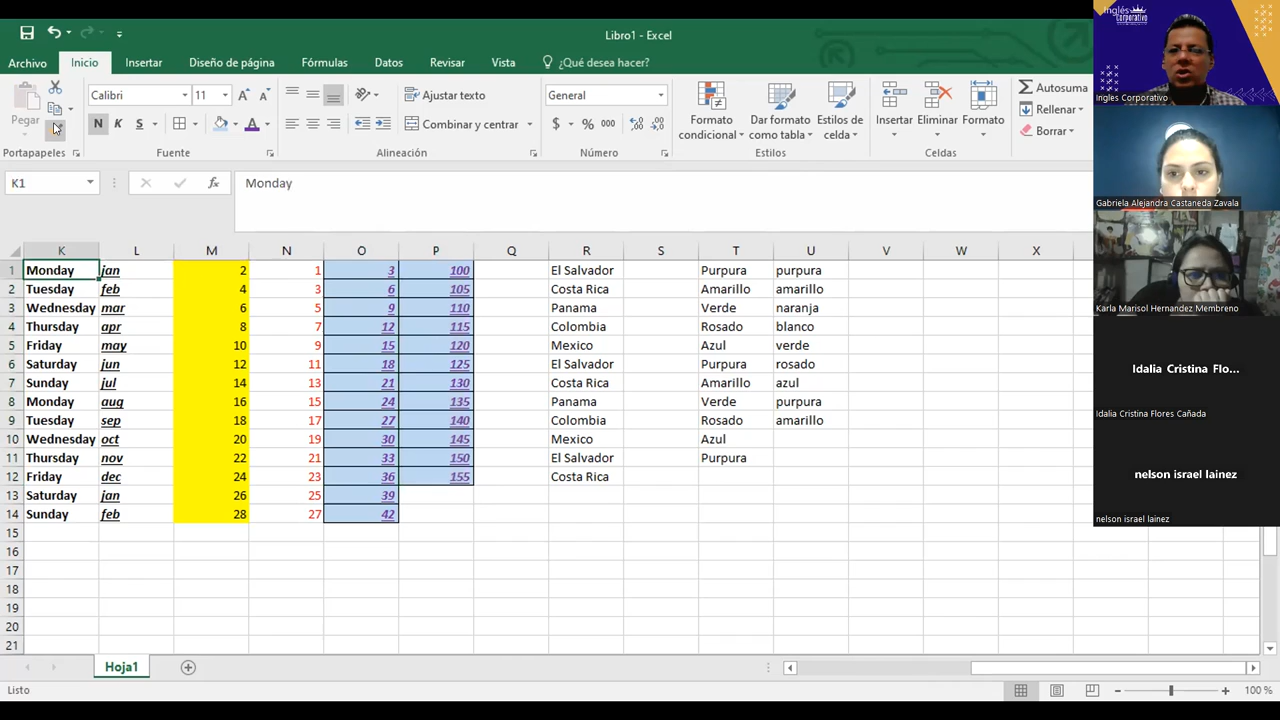 Libro1 - Excel
Archivo Inicio Insertar Diseño de página Fórmulas Datos Revisar Vista ¿Qué desea hacer?
Pegar
Calibri 11
N K S
Ajustar texto
Combinar y centrar
General
$ % 000
Formato condicional
Dar formato como tabla
Estilos de celda
Insertar
Eliminar
Formato
Autosuma
Rellenar
Borrar
Portapapeles Fuente Alineación Número Estilos Celdas
K1 fx Monday
K L M N O P Q R S T U V W X
1 Monday jan 2 1 3 100 El Salvador Purpura purpura
2 Tuesday feb 4 3 6 105 Costa Rica Amarillo amarillo
3 Wednesday mar 6 5 9 110 Panama Verde naranja
4 Thursday apr 8 7 12 115 Colombia Rosado blanco
5 Friday may 10 9 15 120 Mexico Azul verde
6 Saturday jun 12 11 18 125 El Salvador Purpura rosado
7 Sunday jul 14 13 21 130 Costa Rica Amarillo azul
8 Monday aug 16 15 24 135 Panama Verde purpura
9 Tuesday sep 18 17 27 140 Colombia Rosado amarillo
10 Wednesday oct 20 19 30 145 Mexico Azul
11 Thursday nov 22 21 33 150 El Salvador Purpura
12 Friday dec 24 23 36 155 Costa Rica
13 Saturday jan 26 25 39
14 Sunday feb 28 27 42
15
16
17
18
19
20
21
Hoja1
Listo
100 %
Inglés
Corporativo
Ingles Corporativo
Gabriela Alejandra Castaneda Zavala
Karla Marisol Hernandez Membreno
Idalia Cristina Flo...
Idalia Cristina Flores Cañada
nelson israel lainez
nelson israel lainez